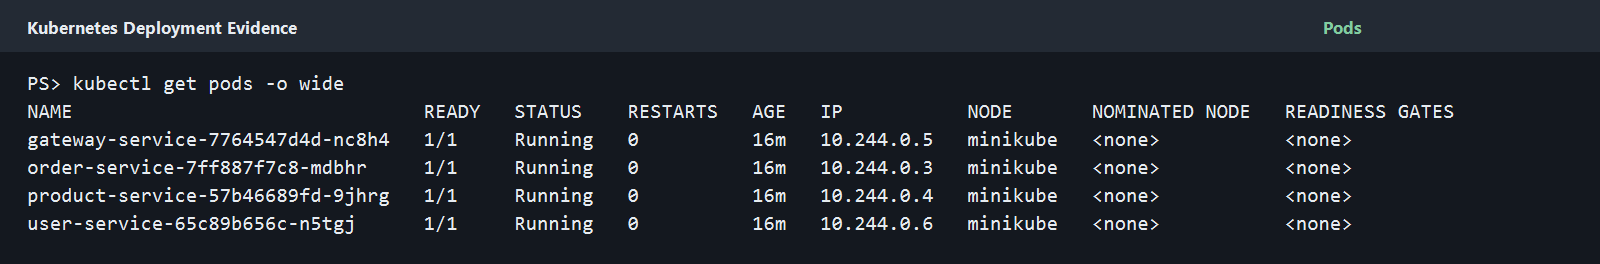 Kubernetes Deployment Evidence Pods
PS> kubectl get pods -o wide
NAME READY STATUS RESTARTS AGE IP NODE NOMINATED NODE READINESS GATES
gateway-service-7764547d4d-nc8h4 1/1 Running 0 16m 10.244.0.5 minikube <none> <none>
order-service-7ff887f7c8-mdbhr 1/1 Running 0 16m 10.244.0.3 minikube <none> <none>
product-service-57b46689fd-9jhrg 1/1 Running 0 16m 10.244.0.4 minikube <none> <none>
user-service-65c89b656c-n5tgj 1/1 Running 0 16m 10.244.0.6 minikube <none> <none>